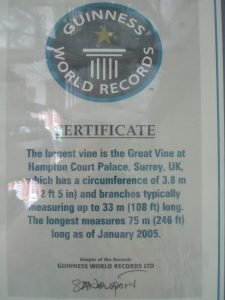 GUINNESS
WORLD RECORDS
TM
CERTIFICATE
The largest vine is the Great Vine at
Hampton Court Palace, Surrey, UK,
which has a circumference of 3.8 m
2 ft 5 in) and branches typically
measuring up to 33 m (108 ft) long.
The longest measures 75 m (246 ft)
long as of January 2005.
Keeper of the Records
GUINNESS WORLD RECORDS LTD